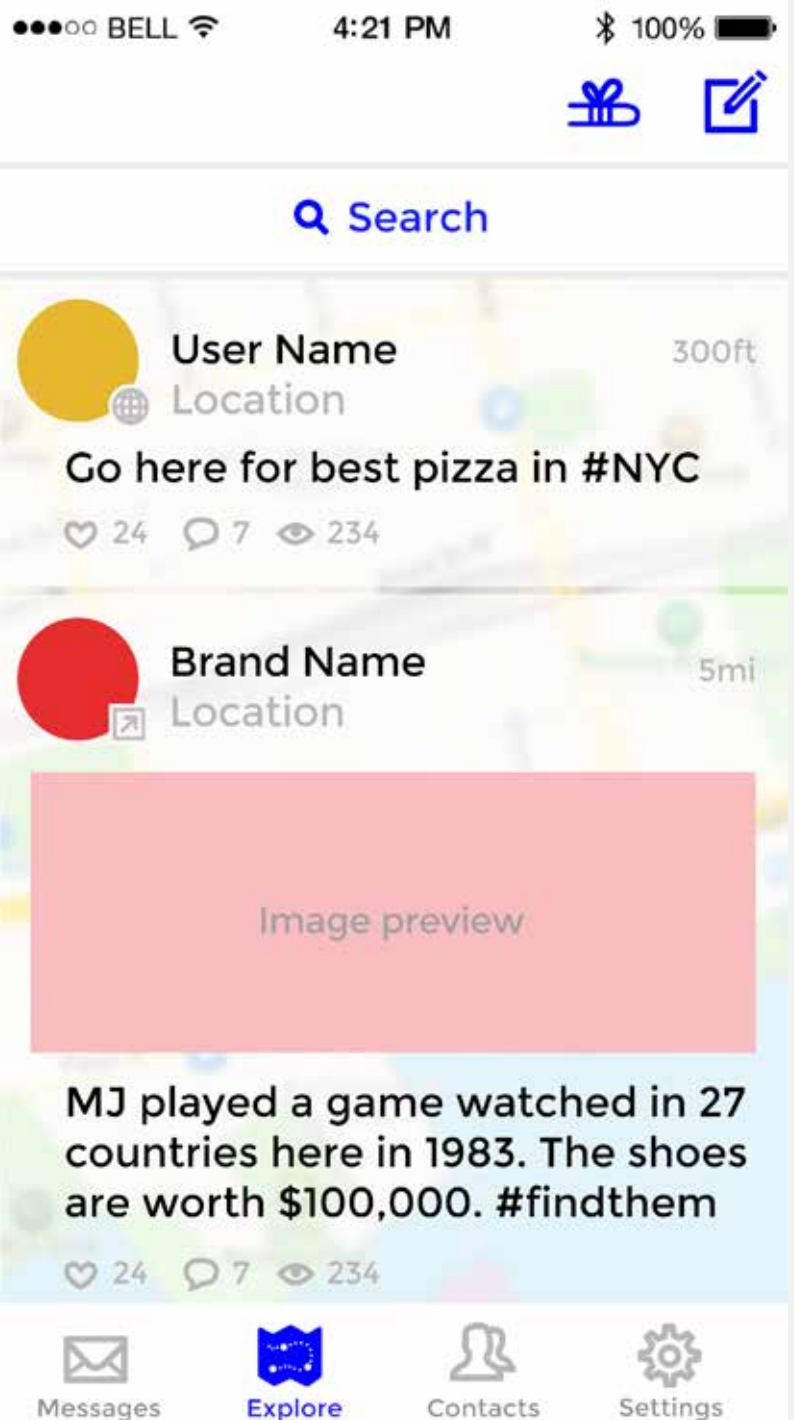 BELL 4:21 PM 100%
Search
User Name 300ft
Location
Go here for best pizza in #NYC
24 7 234
Brand Name 5mi
Location
Image preview
MJ played a game watched in 27
countries here in 1983. The shoes
are worth $100,000. #findthem
24 7 234
Messages Explore Contacts Settings